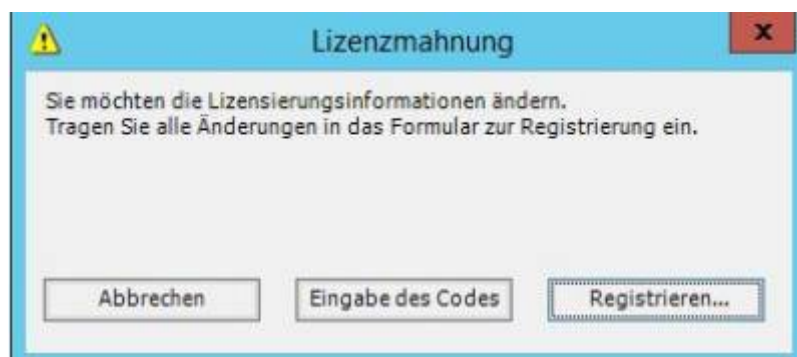 Lizenzmahnung
x
Sie möchten die Lizensierungsinformationen ändern.
Tragen Sie alle Änderungen in das Formular zur Registrierung ein.
Abbrechen Eingabe des Codes Registrieren...